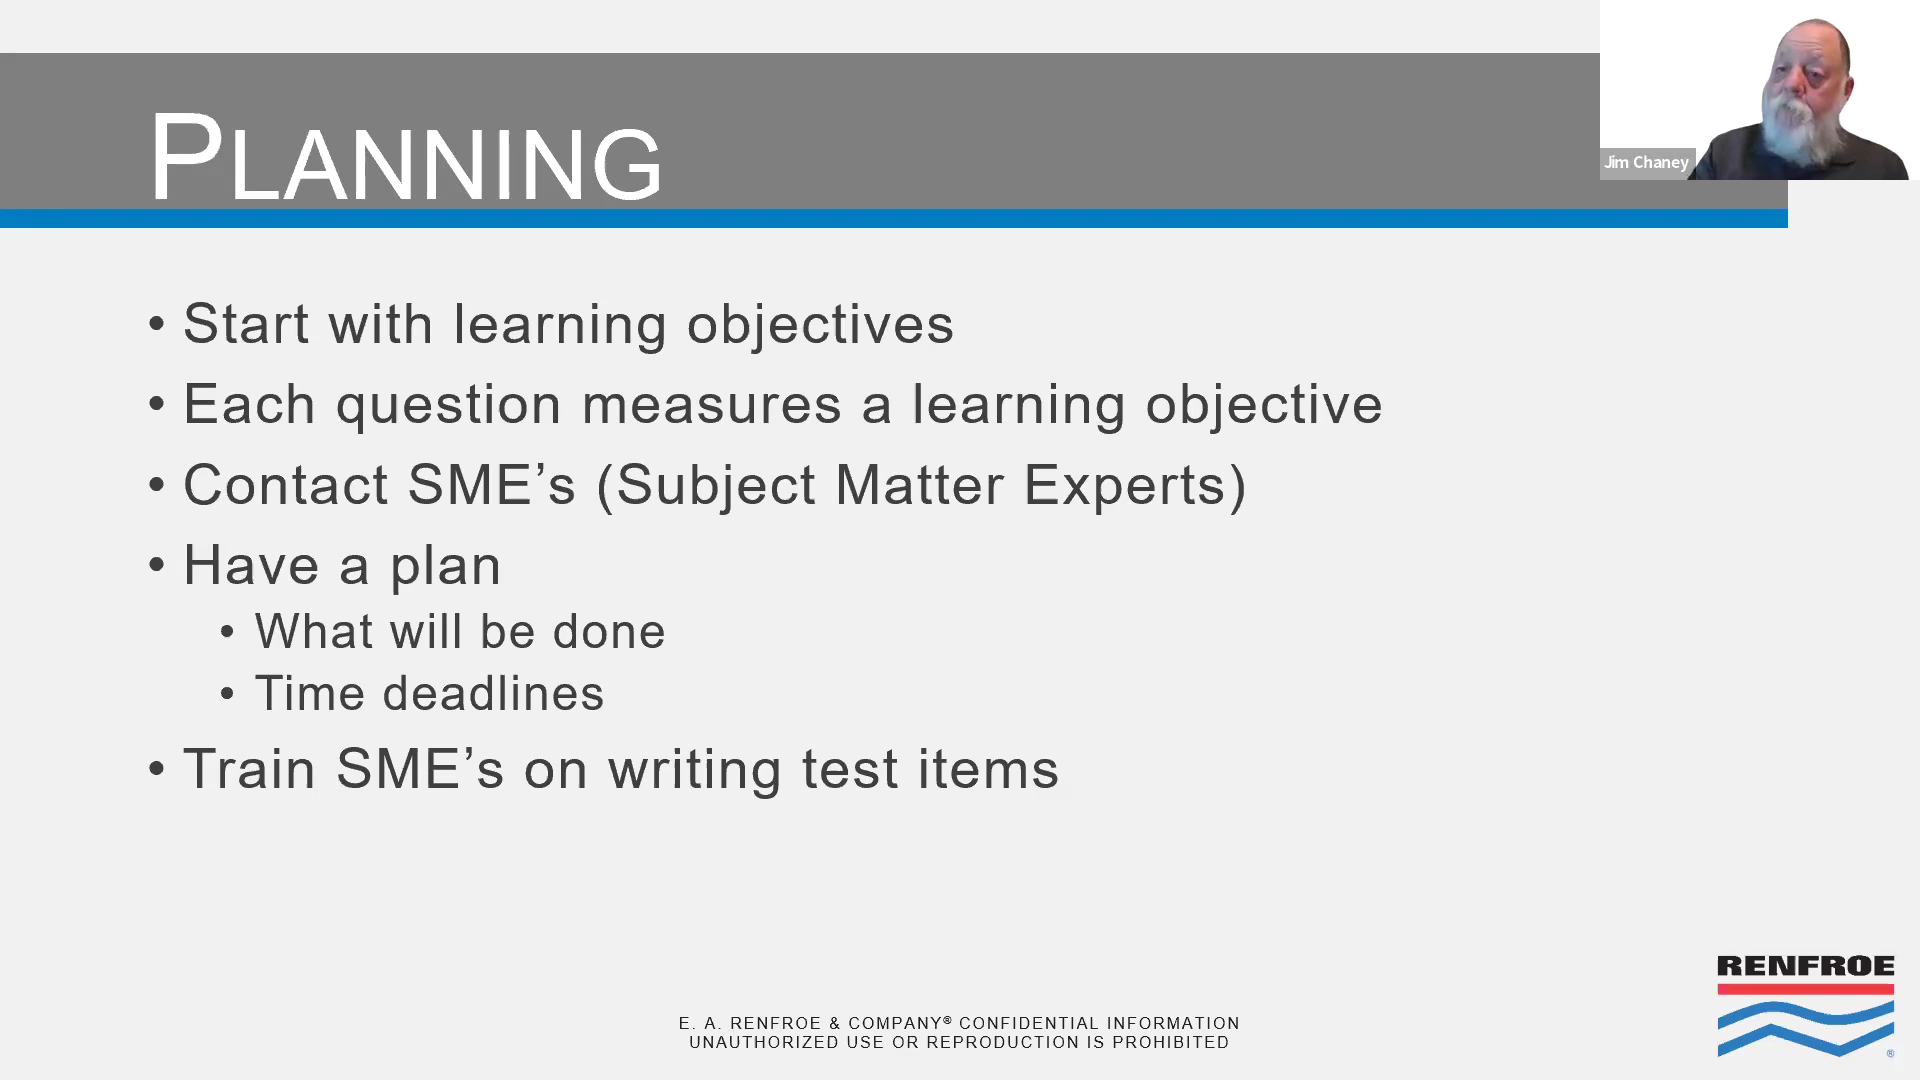 PLANNING
Jim Chaney
• Start with learning objectives
• Each question measures a learning objective
• Contact SME’s (Subject Matter Experts)
• Have a plan
• What will be done
• Time deadlines
• Train SME’s on writing test items
RENFROE
®
E. A. RENFROE & COMPANY® CONFIDENTIAL INFORMATION
UNAUTHORIZED USE OR REPRODUCTION IS PROHIBITED